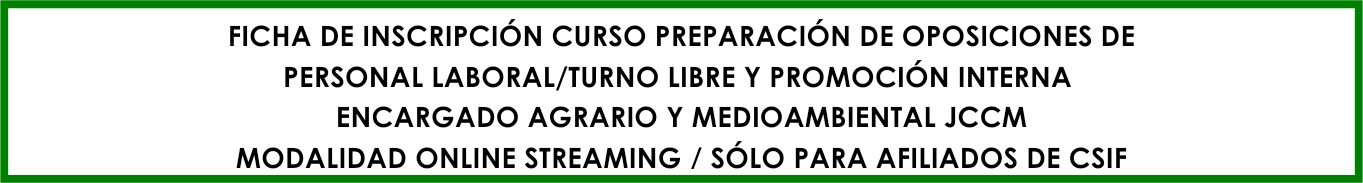 FICHA DE INSCRIPCIÓN CURSO PREPARACIÓN DE OPOSICIONES DE
PERSONAL LABORAL/TURNO LIBRE Y PROMOCIÓN INTERNA
ENCARGADO AGRARIO Y MEDIOAMBIENTAL JCCM
MODALIDAD ONLINE STREAMING / SÓLO PARA AFILIADOS DE CSIF